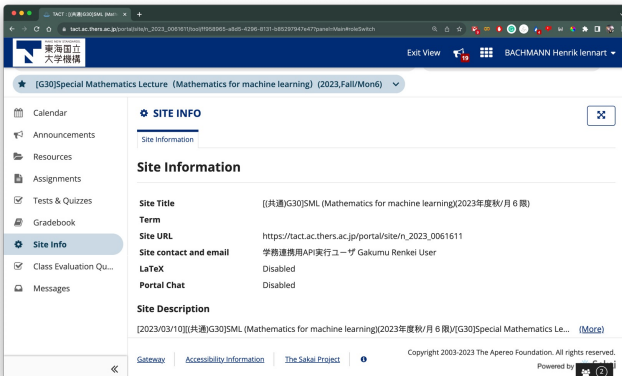 TACT : [(共通)G30]SML (Math
tact.ac.thers.ac.jp/portal/site/n_2023_0061611/tool/ff958965-a8d5-4296-8131-b85297947e47?panel=Main#roleSwitch
東海国立
大学機構
Exit View
19
BACHMANN Henrik lennart
[G30]Special Mathematics Lecture (Mathematics for machine learning) (2023,Fall/Mon6)
Calendar
Announcements
Resources
Assignments
Tests & Quizzes
Gradebook
Site Info
Class Evaluation Qu...
Messages
SITE INFO
Site Information
Site Information
Site Title [(共通)G30]SML (Mathematics for machine learning)(2023年度秋/月６限)
Term
Site URL https://tact.ac.thers.ac.jp/portal/site/n_2023_0061611
Site contact and email 学務連携用API実行ユーザ Gakumu Renkei User
LaTeX Disabled
Portal Chat Disabled
Site Description
[2023/03/10][(共通)G30]SML (Mathematics for machine learning)(2023年度秋/月６限)/[G30]Special Mathematics Le... (More)
Gateway Accessibility Information The Sakai Project
Copyright 2003-2023 The Apereo Foundation. All rights reserved.
Powered by
(2)